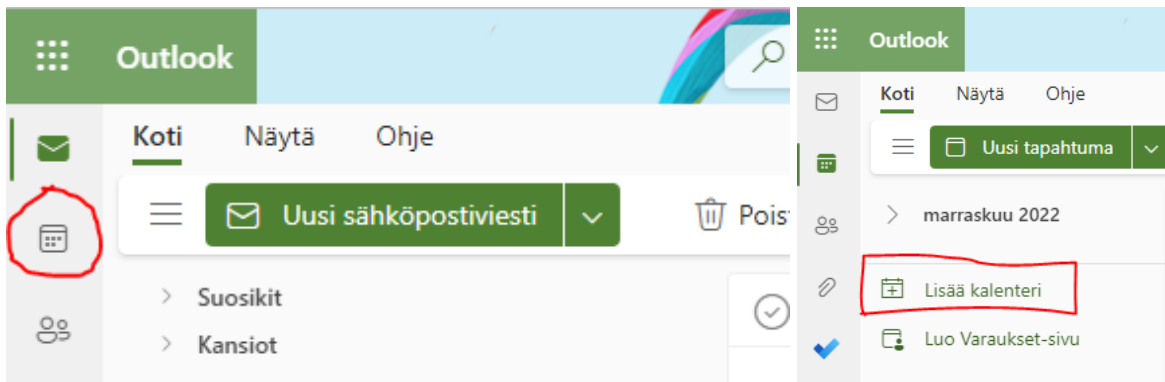 Outlook
Koti Näytä Ohje
Uusi sähköpostiviesti
Suosikit
Kansiot
Outlook
Koti Näytä Ohje
Uusi tapahtuma
marraskuu 2022
Lisää kalenteri
Luo Varaukset-sivu